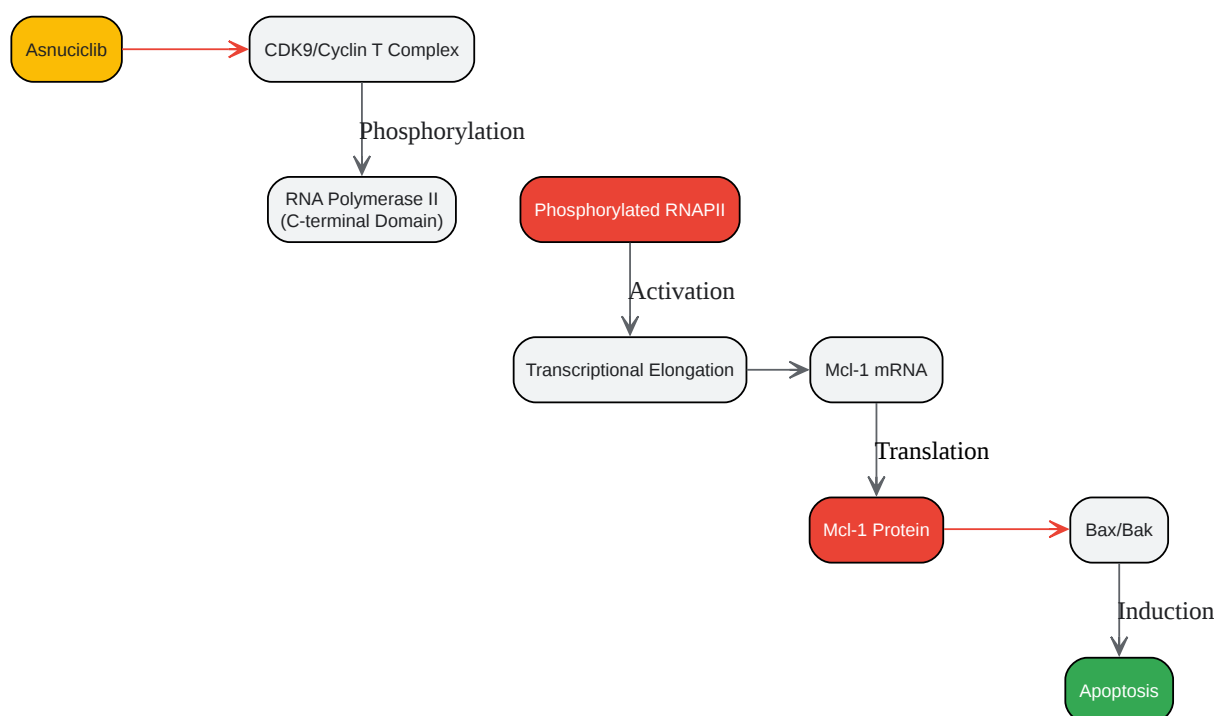 Asnuciclib
CDK9/Cyclin T Complex
Phosphorylation
RNA Polymerase II
(C-terminal Domain)
Phosphorylated RNAPII
Activation
Transcriptional Elongation
Mcl-1 mRNA
Translation
Mcl-1 Protein
Bax/Bak
Induction
Apoptosis